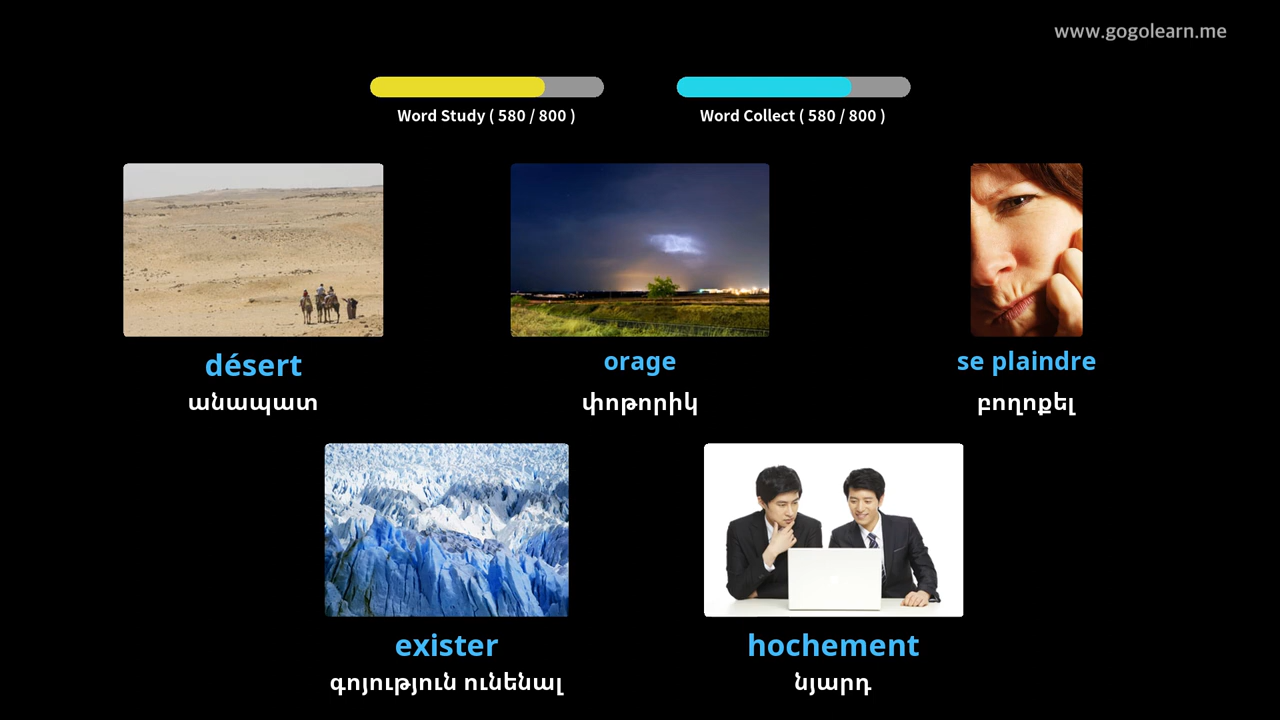 www.gogolearn.me
Word Study ( 580 / 800 )
Word Collect ( 580 / 800 )
désert
անապատ
orage
փոթորիկ
se plaindre
բողոքել
exister
գոյություն ունենալ
hochement
նյարդ